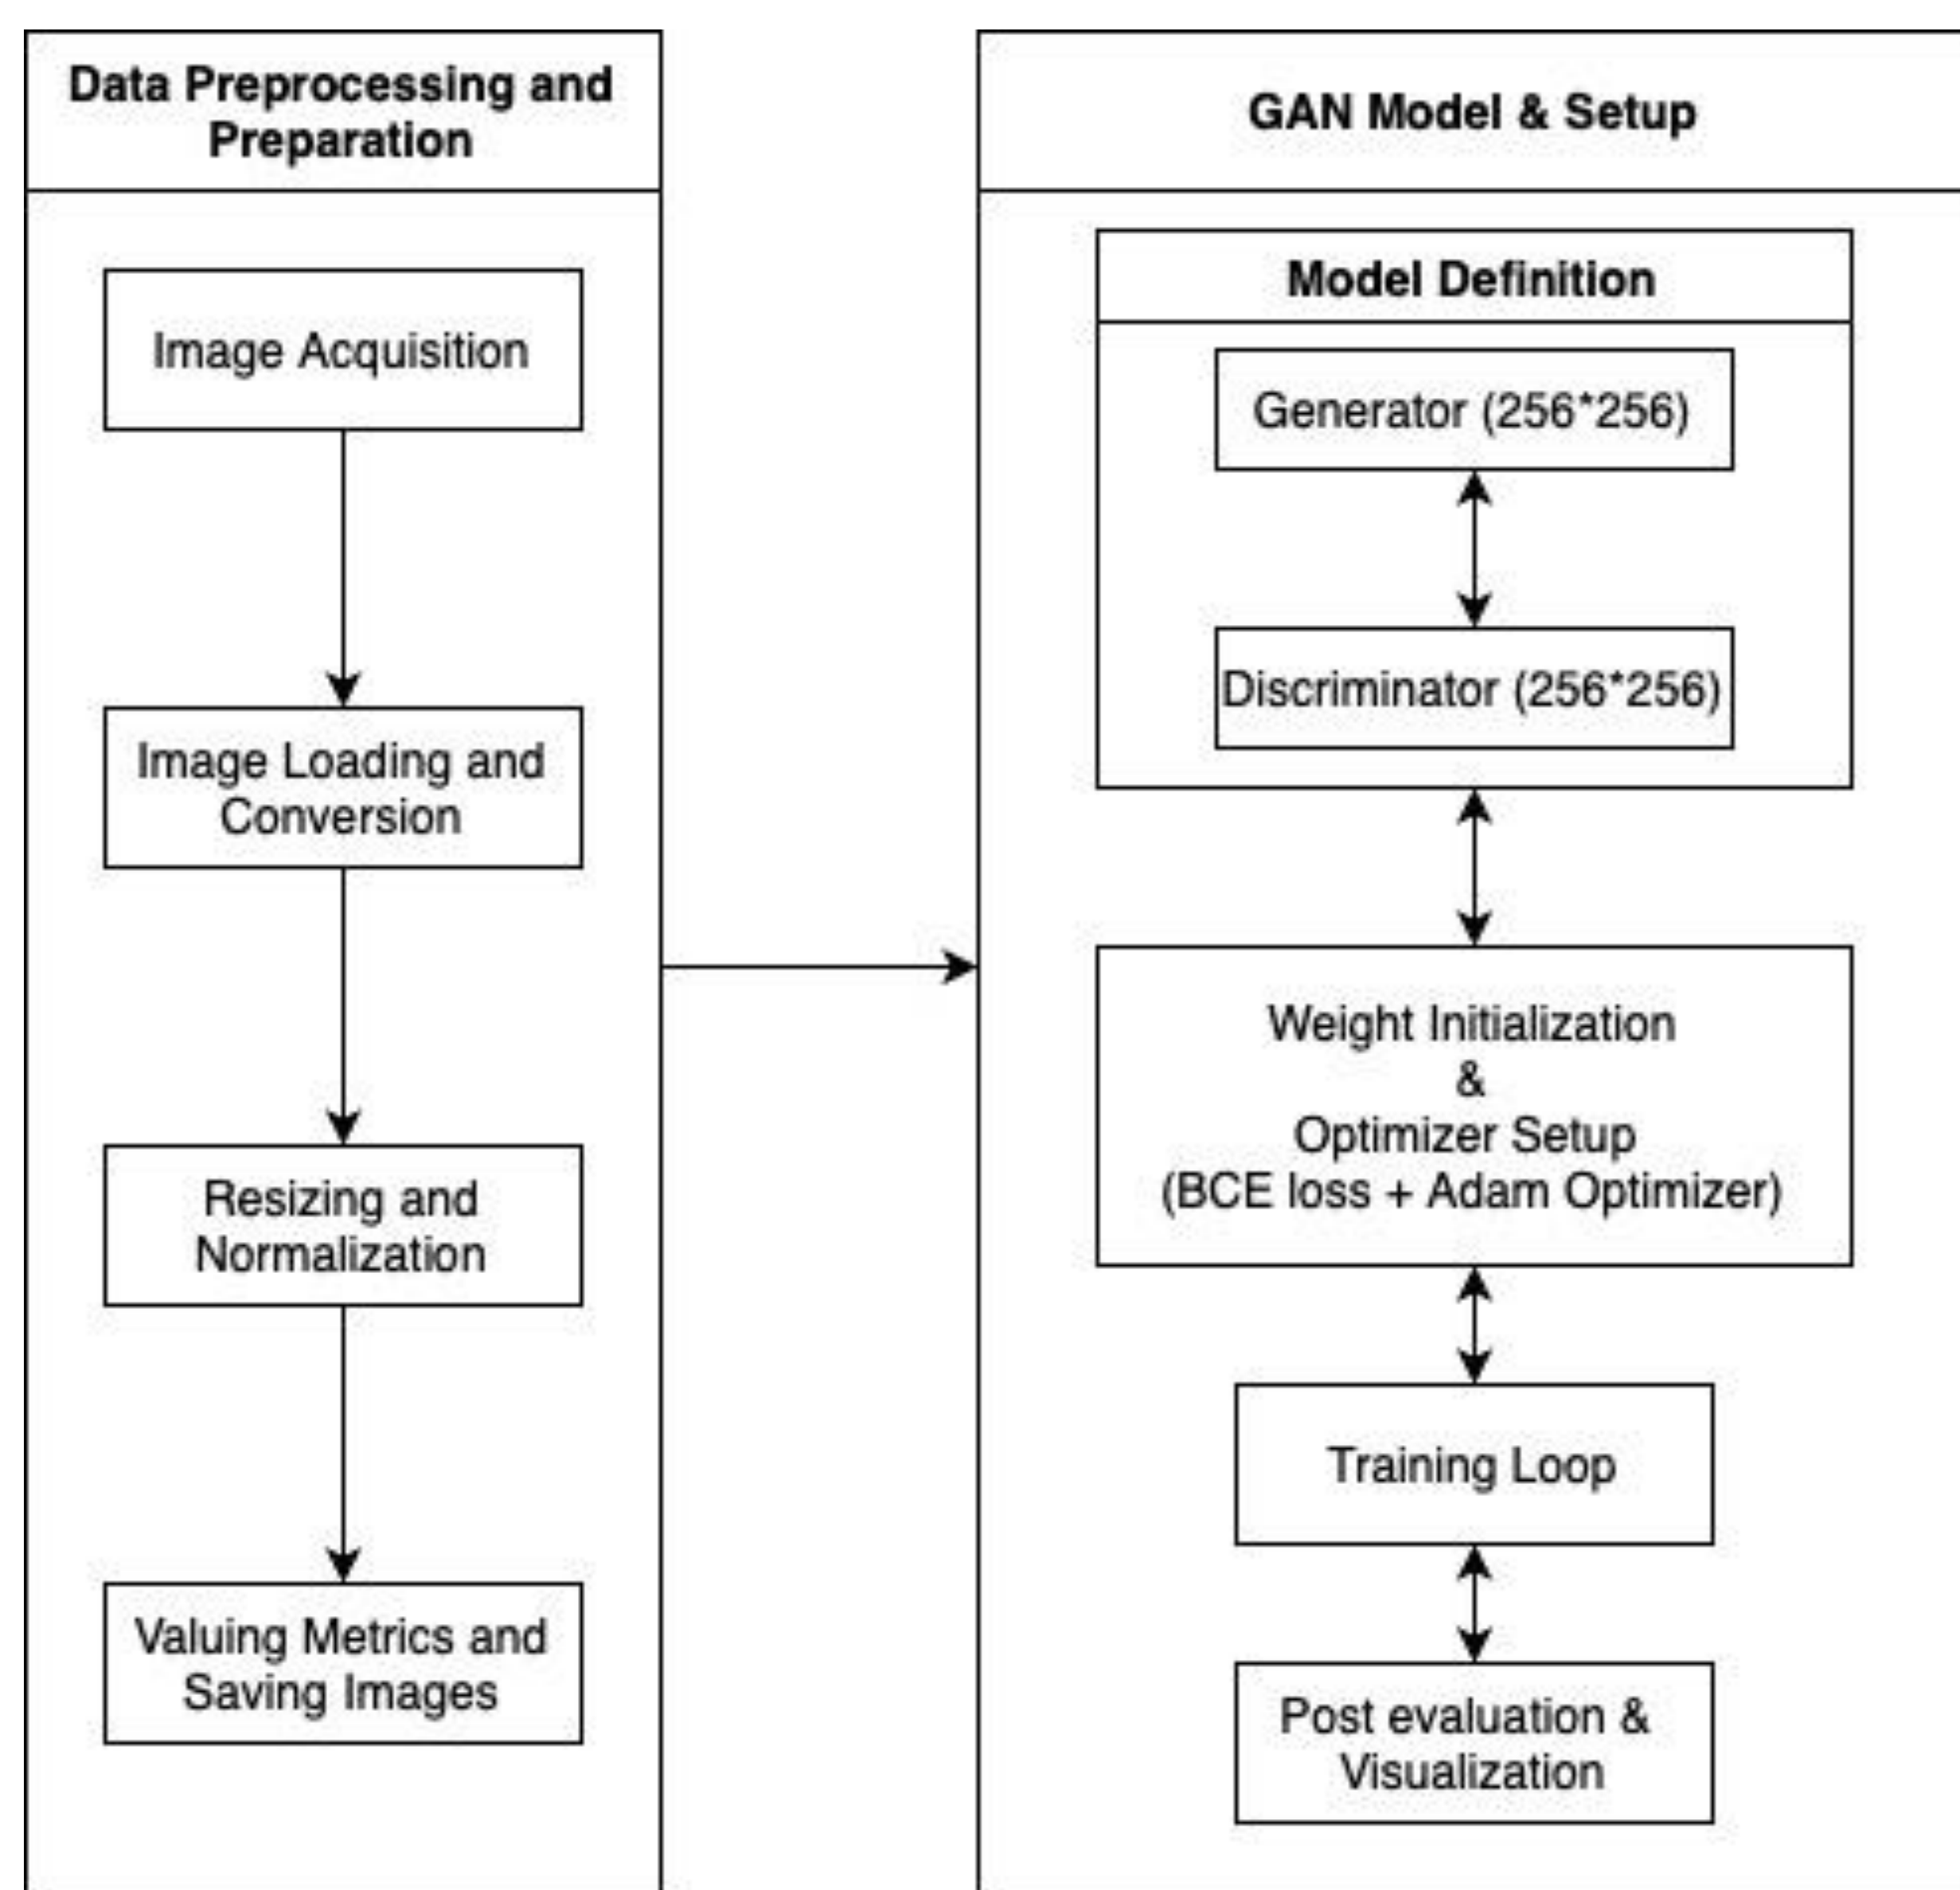 Data Preprocessing and
Preparation
Image Acquisition
Image Loading and
Conversion
Resizing and
Normalization
Valuing Metrics and
Saving Images
GAN Model & Setup
Model Definition
Generator (256*256)
Discriminator (256*256)
Weight Initialization
&
Optimizer Setup
(BCE loss + Adam Optimizer)
Training Loop
Post evaluation &
Visualization